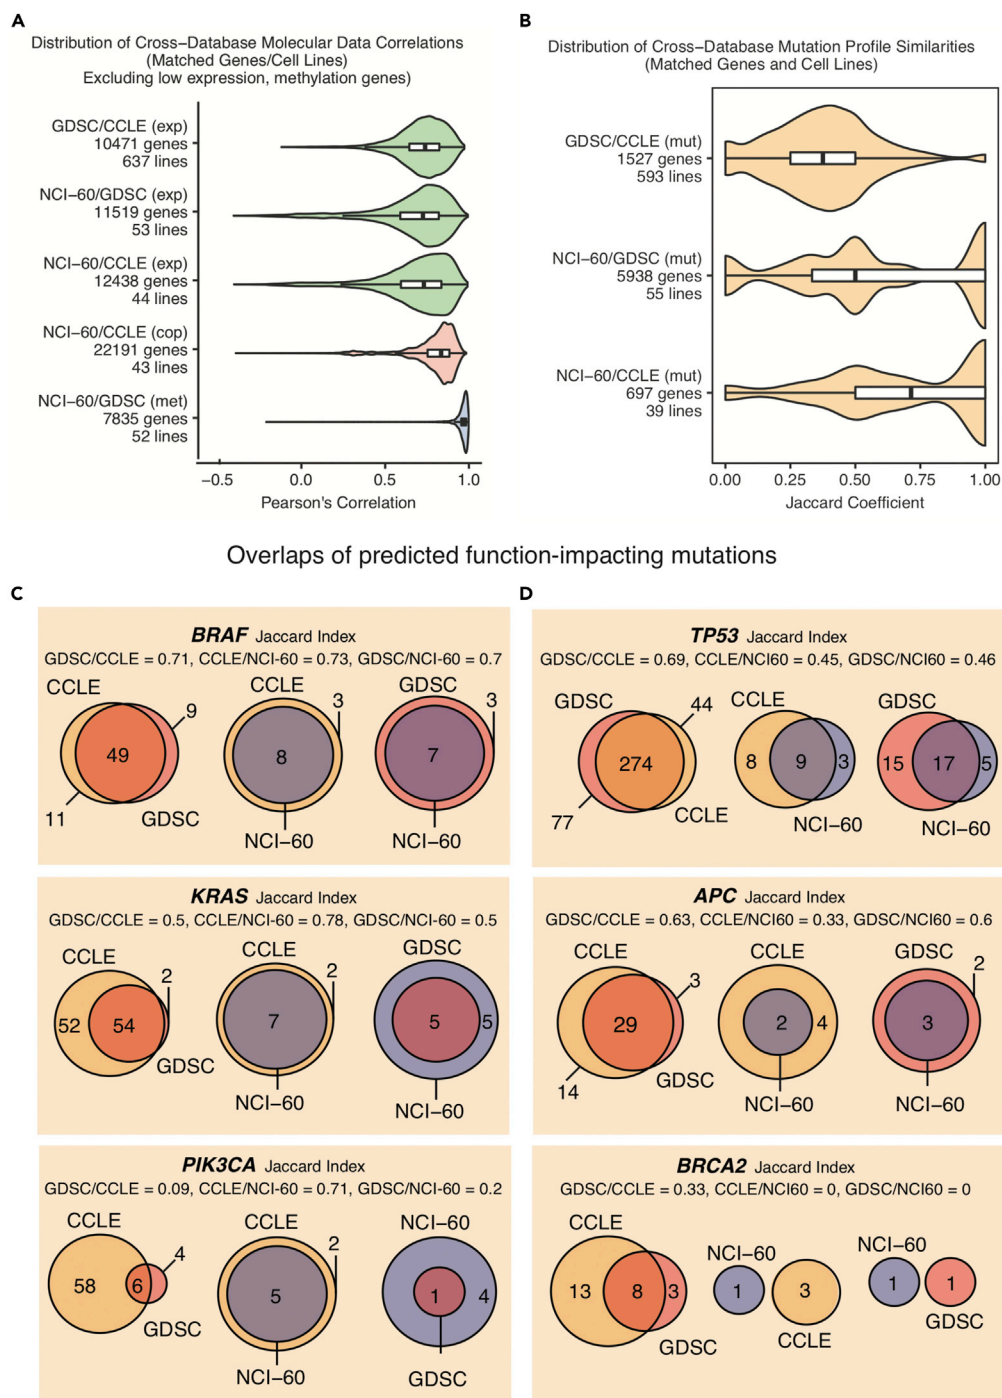 A
Distribution of Cross–Database Molecular Data Correlations
(Matched Genes/Cell Lines)
Excluding low expression, methylation genes)
GDSC/CCLE (exp)
10471 genes
637 lines
NCI–60/GDSC (exp)
11519 genes
53 lines
NCI–60/CCLE (exp)
12438 genes
44 lines
NCI–60/CCLE (cop)
22191 genes
43 lines
NCI–60/GDSC (met)
7835 genes
52 lines
–0.5 0.0 0.5 1.0
Pearson's Correlation
B
Distribution of Cross–Database Mutation Profile Similarities
(Matched Genes and Cell Lines)
GDSC/CCLE (mut)
1527 genes
593 lines
NCI–60/GDSC (mut)
5938 genes
55 lines
NCI–60/CCLE (mut)
697 genes
39 lines
0.00 0.25 0.50 0.75 1.00
Jaccard Coefficient
Overlaps of predicted function-impacting mutations
C
BRAF Jaccard Index
GDSC/CCLE = 0.71, CCLE/NCI-60 = 0.73, GDSC/NCI-60 = 0.7
CCLE
9
49
11
GDSC
CCLE
3
8
NCI–60
GDSC
3
7
NCI–60
KRAS Jaccard Index
GDSC/CCLE = 0.5, CCLE/NCI-60 = 0.78, GDSC/NCI-60 = 0.5
CCLE
2
52 54
GDSC
CCLE
2
7
NCI–60
GDSC
5 5
NCI–60
PIK3CA Jaccard Index
GDSC/CCLE = 0.09, CCLE/NCI-60 = 0.71, GDSC/NCI-60 = 0.2
CCLE
4
58 6
GDSC
CCLE
2
5
NCI–60
NCI–60
1 4
GDSC
D
TP53 Jaccard Index
GDSC/CCLE = 0.69, CCLE/NCI60 = 0.45, GDSC/NCI60 = 0.46
GDSC
44
274
77
CCLE
CCLE
8 9 3
NCI–60
GDSC
15 17 5
NCI–60
APC Jaccard Index
GDSC/CCLE = 0.63, CCLE/NCI60 = 0.33, GDSC/NCI60 = 0.6
CCLE
3
29
14
GDSC
CCLE
2 4
NCI–60
GDSC
2
3
NCI–60
BRCA2 Jaccard Index
GDSC/CCLE = 0.33, CCLE/NCI60 = 0, GDSC/NCI60 = 0
CCLE
13 8 3
GDSC
NCI–60
1 3
CCLE
NCI–60
1 1
GDSC